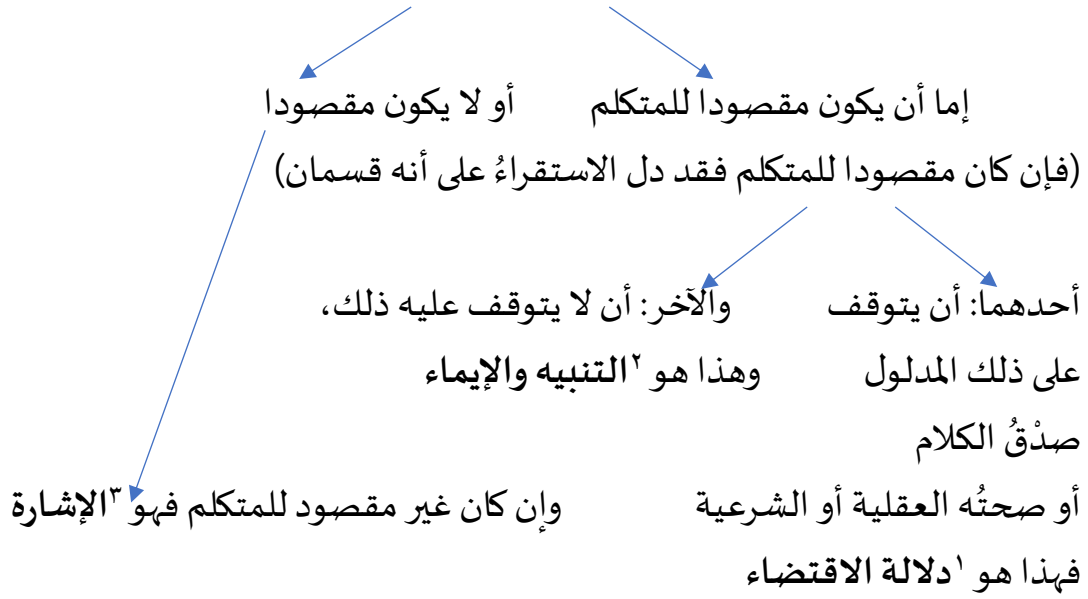 إما أن يكون مقصودا للمتكلم أو لا يكون مقصودا
(فإن كان مقصودا للمتكلم فقد دل الاستقراءُ على أنه قسمان)
أحدهما: أن يتوقف والآخر: أن لا يتوقف عليه ذلك،
على ذلك المدلول وهذا هو ٢التنبيه والإيماء
صدْقُ الكلام
أو صحتُه العقلية أو الشرعية وإن كان غير مقصود للمتكلم فهو ٣الإشارة
فهذا هو ١دلالة الاقتضاء